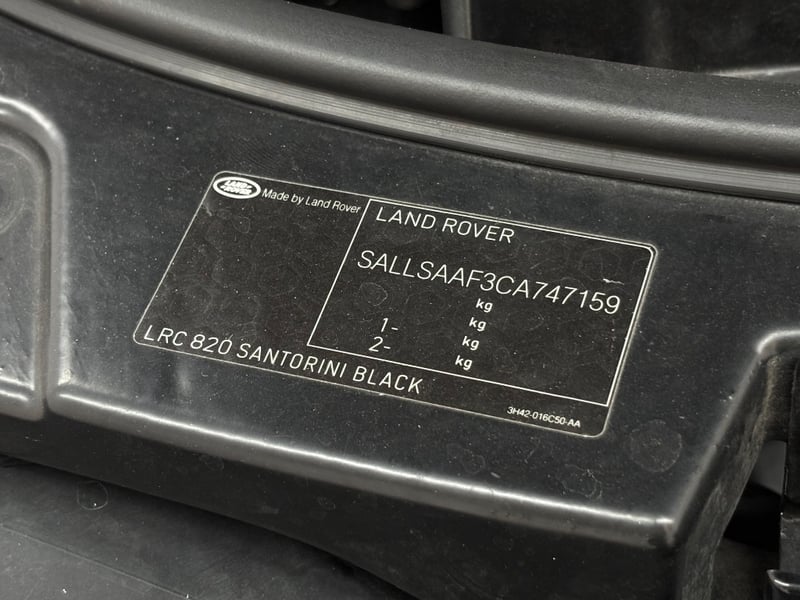 LAND ROVER
Made by Land Rover
LAND ROVER
SALLSAAF3CA747159
kg
1- kg
2- kg
kg
LRC 820 SANTORINI BLACK
3H42-016C50-AA